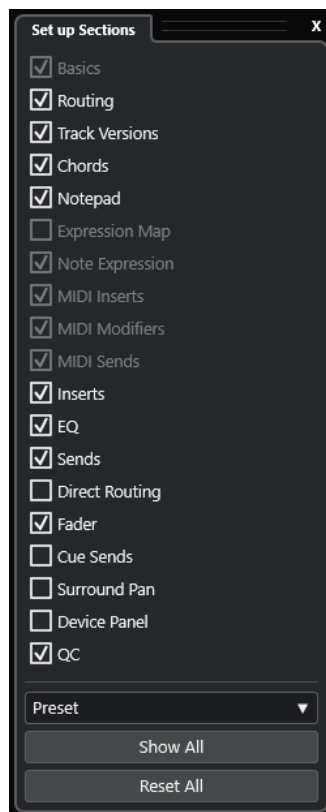 Set up Sections X
Basics
Routing
Track Versions
Chords
Notepad
Expression Map
Note Expression
MIDI Inserts
MIDI Modifiers
MIDI Sends
Inserts
EQ
Sends
Direct Routing
Fader
Cue Sends
Surround Pan
Device Panel
QC
Preset
Show All
Reset All